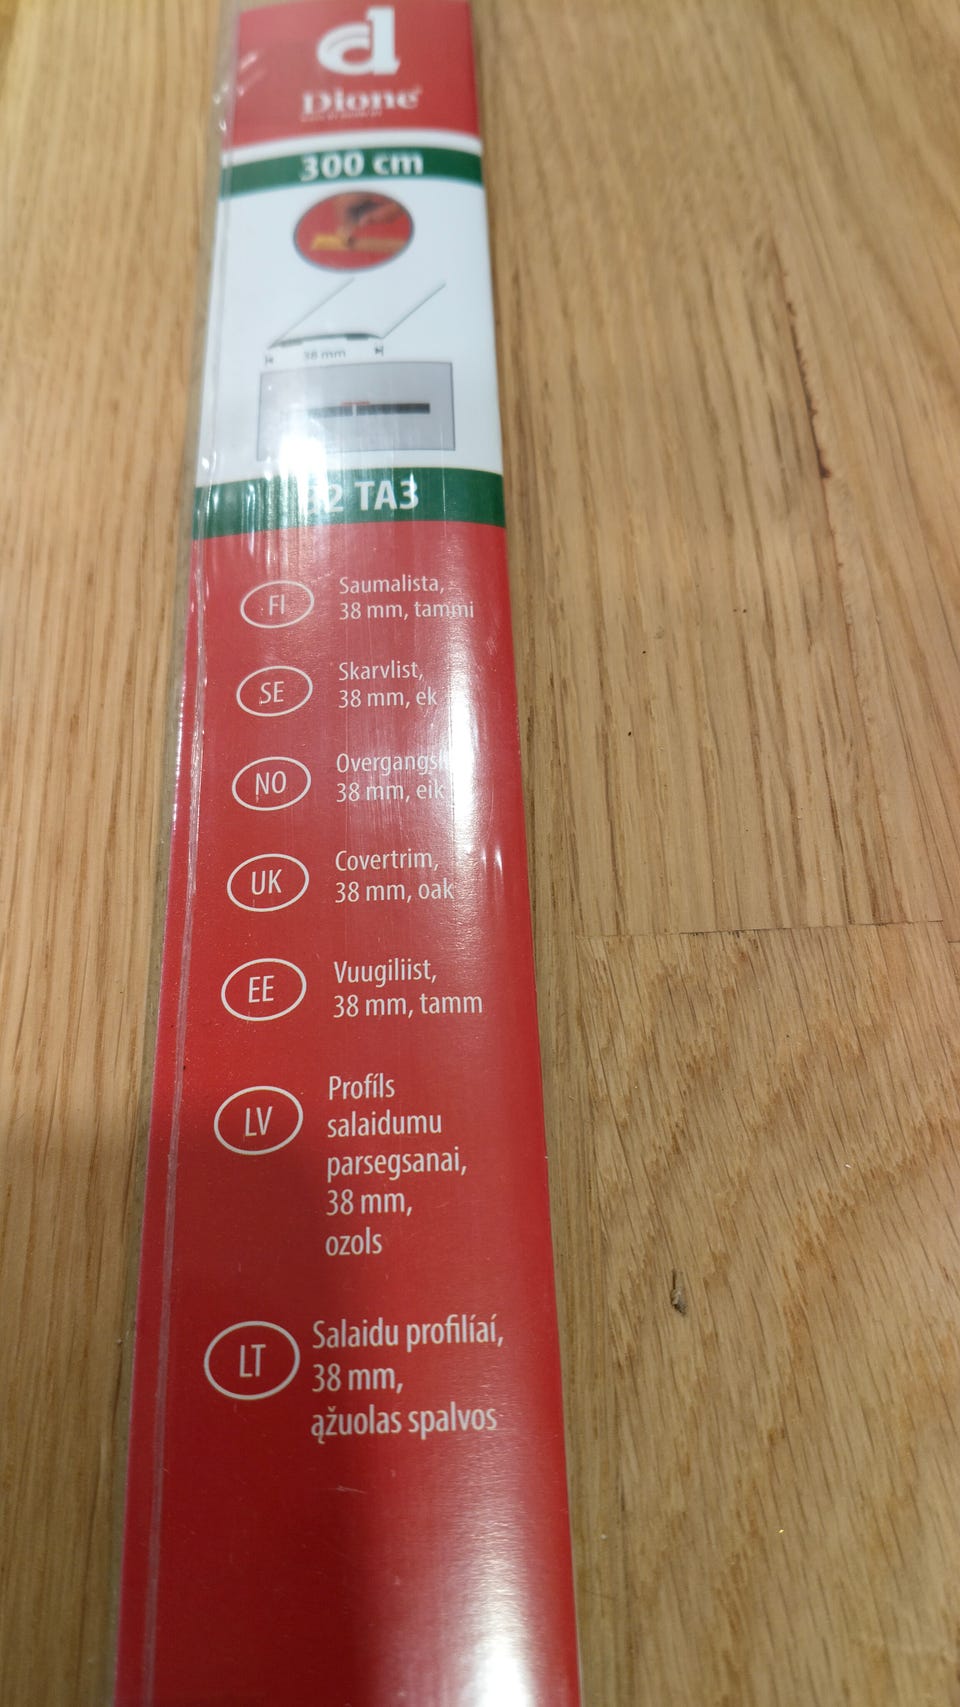 d
Dione
300 cm
38 mm
TA3
FI
Saumalista,
38 mm, tammi
SE
Skarvlist,
38 mm, ek
NO
38 mm, eik
UK
Covertrim,
38 mm, oak
EE
Vuugiliist,
38 mm, tamm
LV
Profíls
salaidumu
parsegsanai,
38 mm,
ozols
LT
Salaidu profilíaí,
38 mm,
ąžuolas spalvos